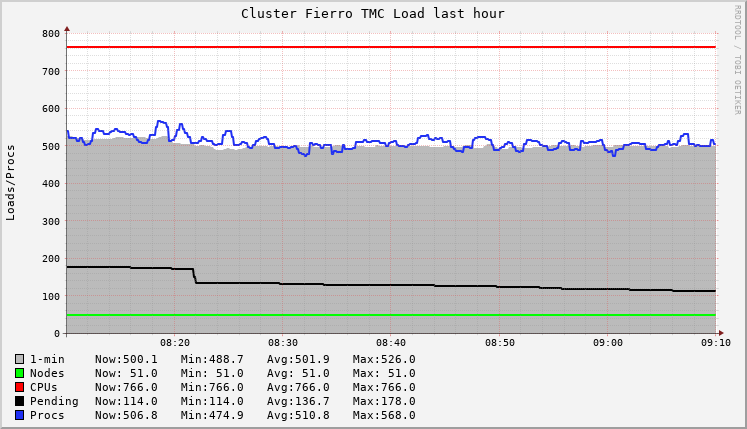 Cluster Fierro TMC Load last hour
RRDTOOL / TOBI OETIKER
Loads/Procs
800
700
600
500
400
300
200
100
0
08:20 08:30 08:40 08:50 09:00 09:10
1-min Now:500.1 Min:488.7 Avg:501.9 Max:526.0
Nodes Now: 51.0 Min: 51.0 Avg: 51.0 Max: 51.0
CPUs Now:766.0 Min:766.0 Avg:766.0 Max:766.0
Pending Now:114.0 Min:114.0 Avg:136.7 Max:178.0
Procs Now:506.8 Min:474.9 Avg:510.8 Max:568.0